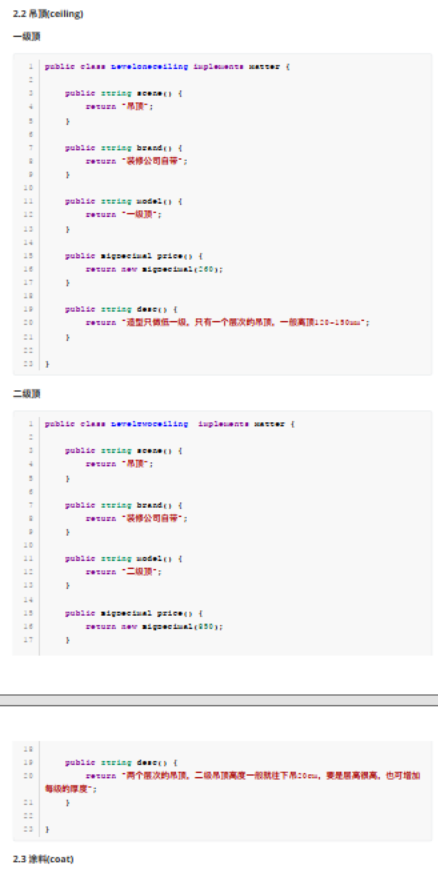 2.2 吊顶(ceiling)
一级顶
1 public class LevelOneCeiling implements Matter {
2
3 public String scene() {
4 return "吊顶";
5 }
6
7 public String brand() {
8 return "装修公司自带";
9 }
10
11 public String model() {
12 return "一级顶";
13 }
14
15 public BigDecimal price() {
16 return new BigDecimal(260);
17 }
18
19 public String desc() {
20 return "造型只做低一级，只有一个层次的吊顶，一般离顶120-150mm";
21 }
22
23 }
二级顶
1 public class LevelTwoCeiling implements Matter {
2
3 public String scene() {
4 return "吊顶";
5 }
6
7 public String brand() {
8 return "装修公司自带";
9 }
10
11 public String model() {
12 return "二级顶";
13 }
14
15 public BigDecimal price() {
16 return new BigDecimal(850);
17 }
18
19 public String desc() {
20 return "两个层次的吊顶，二级吊顶高度一般就往下吊20cm，要是层高很高，也可增加
每级的厚度";
21 }
22
23 }
2.3 涂料(coat)